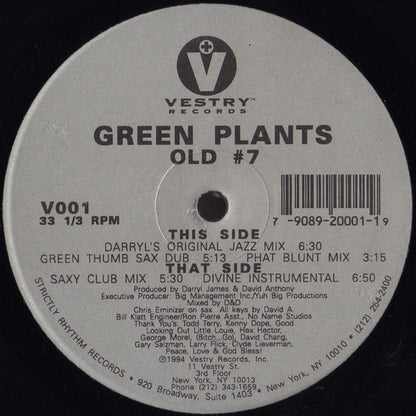 V
VESTRY™
RECORDS
GREEN PLANTS
OLD #7
V001
33 1/3 RPM
7 -9089-20001-1 9
THIS SIDE
DARRYL'S ORIGINAL JAZZ MIX 6:30
GREEN THUMB SAX DUB 5:13 PHAT BLUNT MIX 3:15
THAT SIDE
SAXY CLUB MIX 5:30 DIVINE INSTRUMENTAL 6:50
Produced by Darryl James & David Anthony
Executive Producer: Big Management Inc./Yuh Big Productions
Mixed by D&D
Chris Eminizar on sax All keys by David A.
Bill Klatt Engineer/Ron Pierre Asst., No Name Studios
Thank You's: Todd Terry, Kenny Dope, Good
Looking Out Little Louie, Hex Hector,
George Morel, (Bitch...Go), David Chang,
Gary Salzman, Larry Flick, Clyde Lieverman,
Peace, Love & God Bless!
©1994 Vestry Records, Inc.
11 Vestry St.
3rd Floor
New York, NY 10013
Phone (212) 343-1659
STRICTLY RHYTHM RECORDS • 920 Broadway, Suite 1403 • New York, NY 10010 • (212) 254-2400